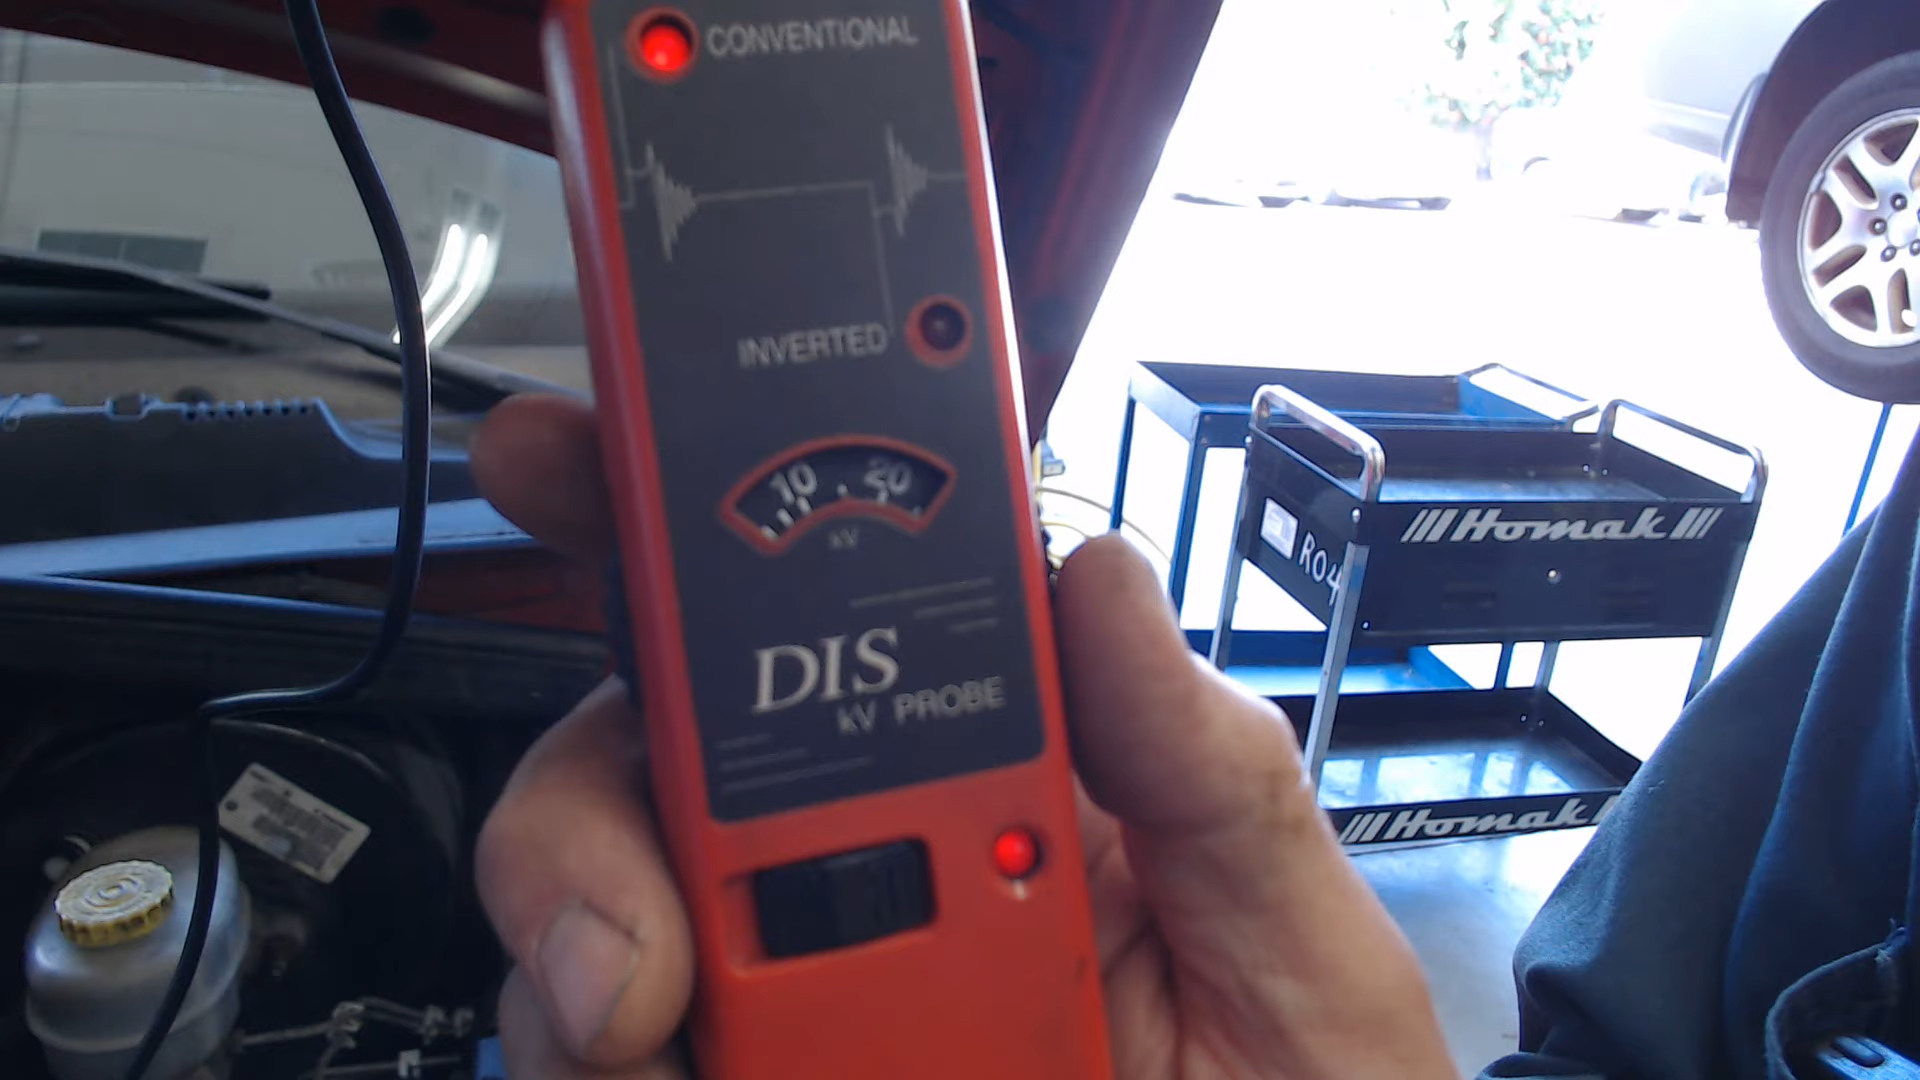 CONVENTIONAL
INVERTED
10 20
kV
DIS
kV PROBE
///Homak///
R04
///Homak